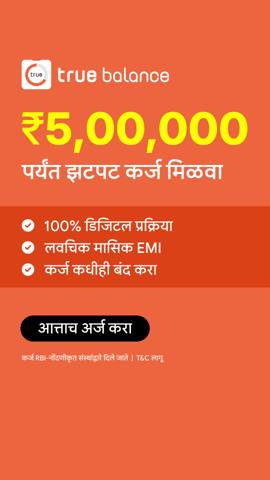 true true balance
₹5,00,000
पर्यंत झटपट कर्ज मिळवा
100% डिजिटल प्रक्रिया
लवचिक मासिक EMI
कर्ज कधीही बंद करा
आत्ताच अर्ज करा
कर्ज RBI-नोंदणीकृत संस्थांद्वारे दिले जाते | T&C लागू